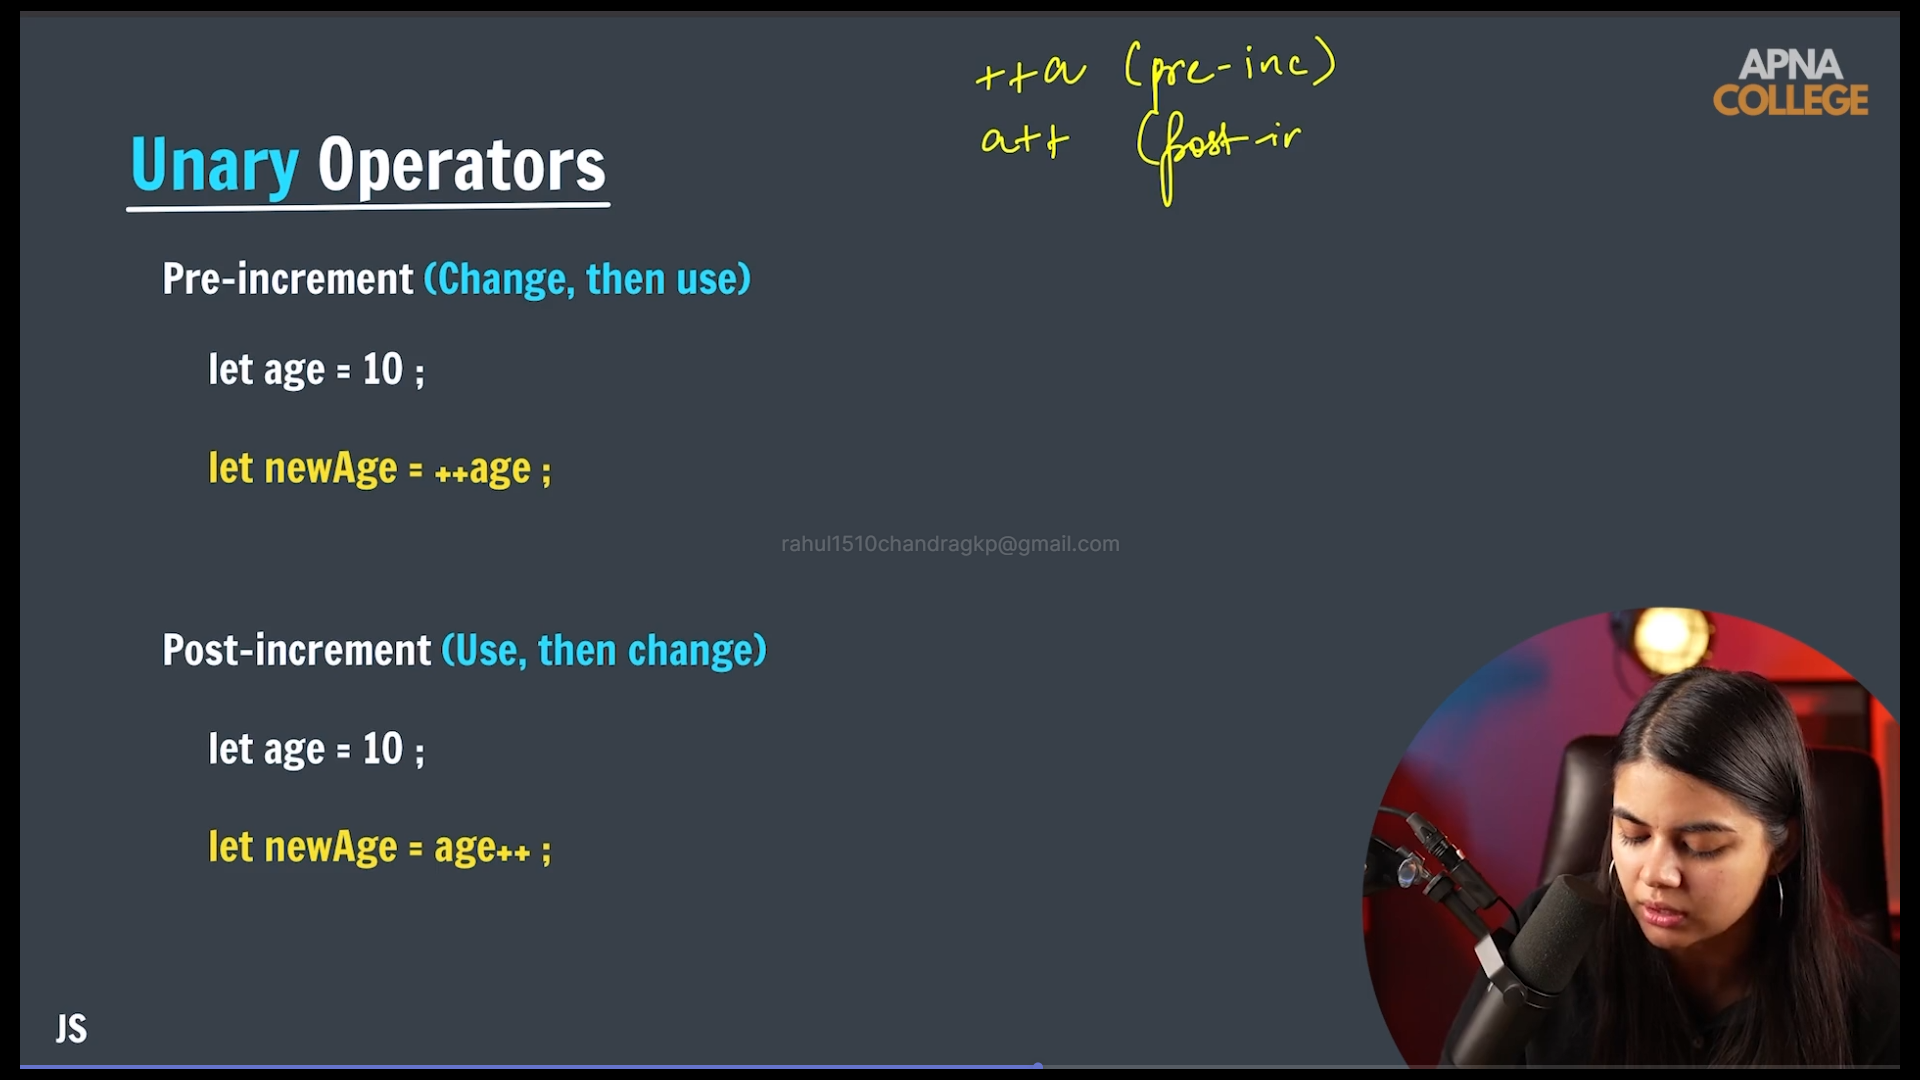 ++a (pre-inc)
a++ (post-in
APNA
COLLEGE
Unary Operators
Pre-increment (Change, then use)
let age = 10 ;
let newAge = ++age ;
rahul1510chandragkp@gmail.com
Post-increment (Use, then change)
let age = 10 ;
let newAge = age++ ;
JS